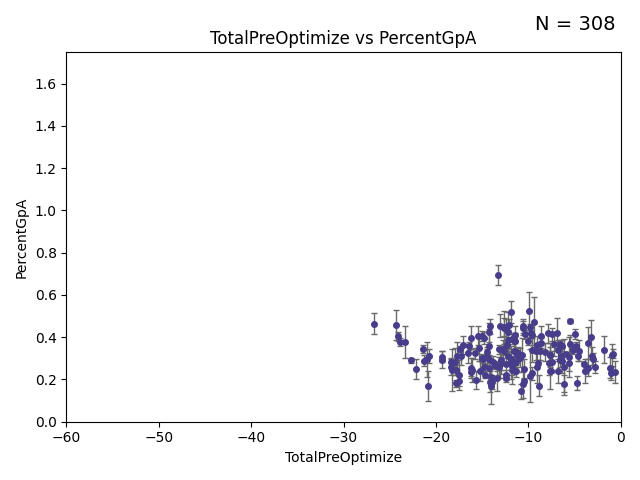 N = 308
TotalPreOptimize vs PercentGpA
1.6
1.4
1.2
1.0
0.8
0.6
0.4
0.2
0.0
PercentGpA
−60 −50 −40 −30 −20 −10 0
TotalPreOptimize